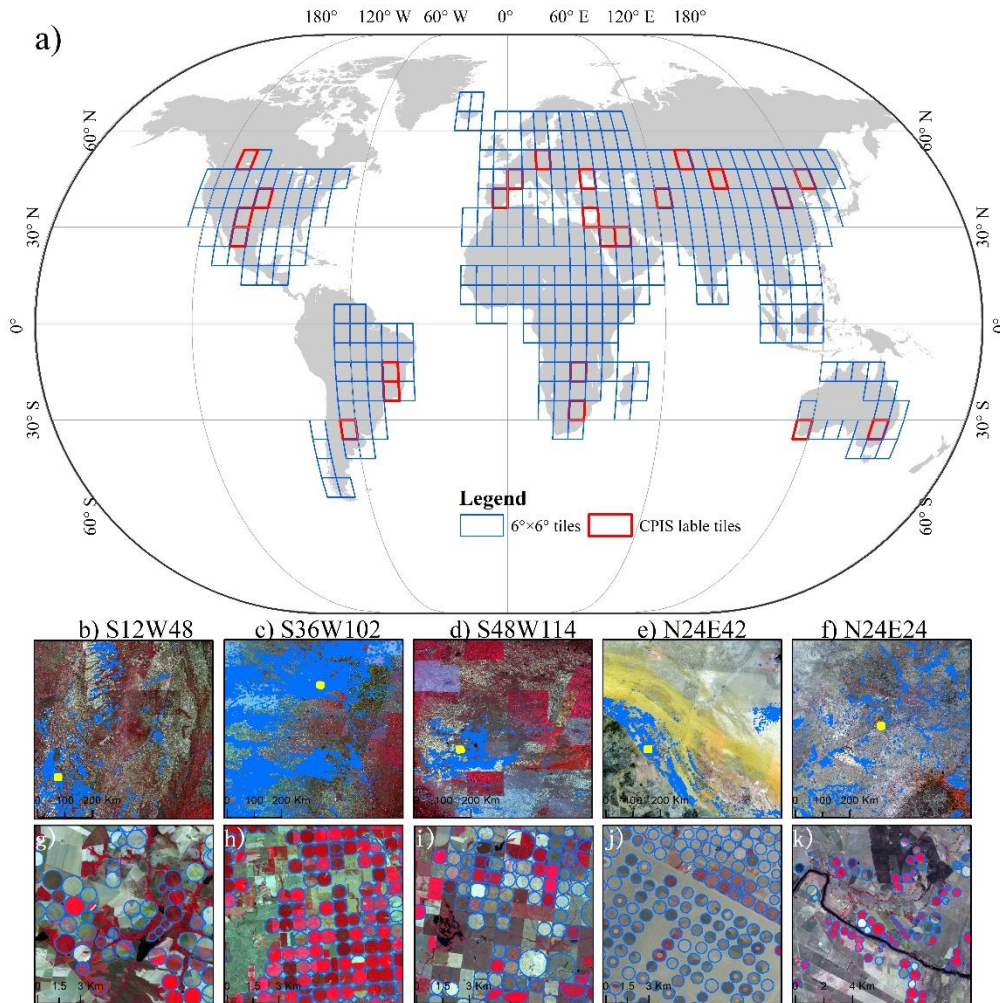 a)
180° 120° W 60° W 0° 60° E 120° E 180°
60° N 60° N
30° N 30° N
0° 0°
30° S 30° S
60° S 60° S
Legend
6°×6° tiles CPIS lable tiles
b) S12W48 c) S36W102 d) S48W114 e) N24E42 f) N24E24
0 100 200 Km 0 100 200 Km 0 100 200 Km 0 100 200 Km 0 100 200 Km
g) h) i) j) k)
0 1.5 3 Km 0 1.5 3 Km 0 1.5 3 Km 0 1.5 3 Km 0 2 4 Km